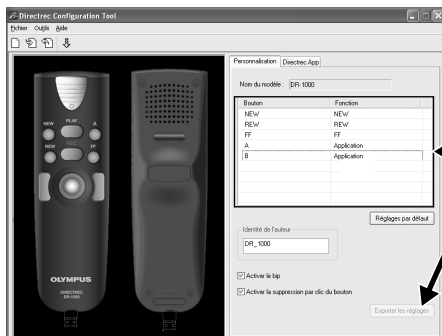 Directrec Configuration Tool
Fichier Outils Aide
Personnalisation Directrec App
Nom du modèle : DR-1000
Bouton Fonction
NEW NEW
REW REW
FF FF
A Application
B Application
Réglages par défaut
Identité de l'auteur
DR_1000
Activer le bip
Activer la suppression par clic du bouton
Exporter les réglages
NEW PLAY A
REW REC FF
OLYMPUS
DIRECTREC
DR-1000